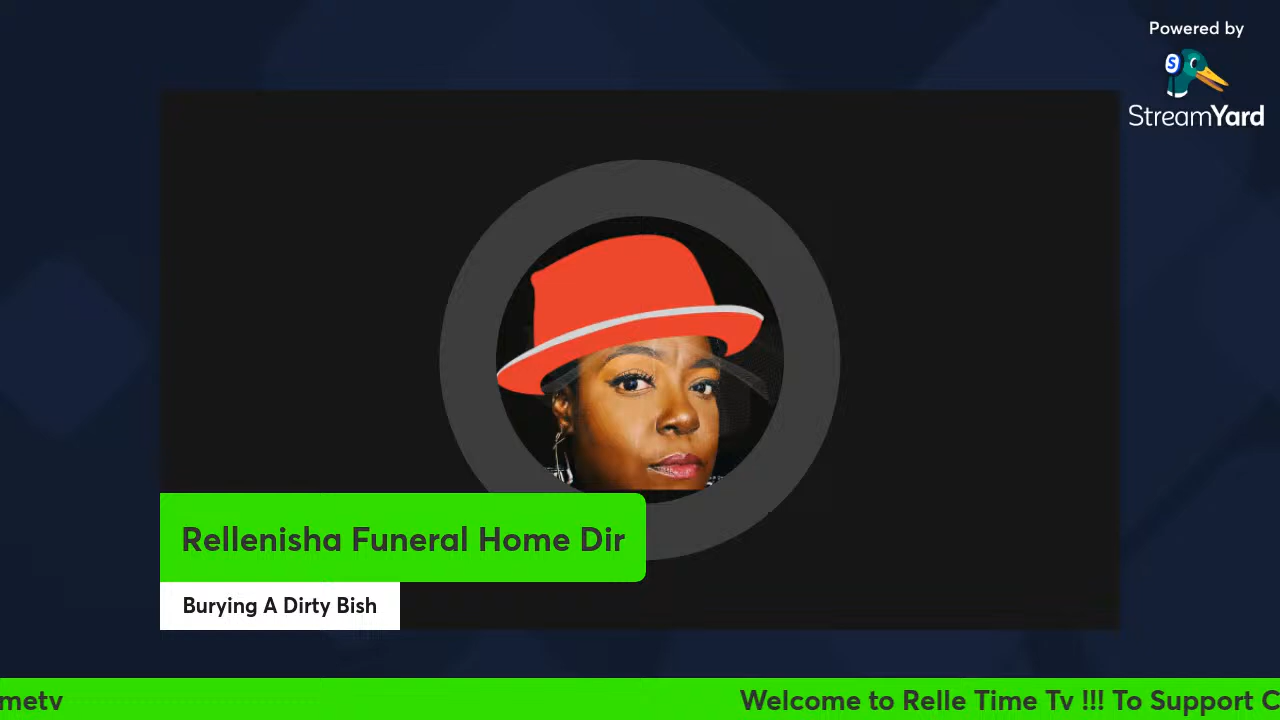 Powered by
S
StreamYard
Rellenisha Funeral Home Dir
Burying A Dirty Bish
metv Welcome to Relle Time Tv !!! To Support C